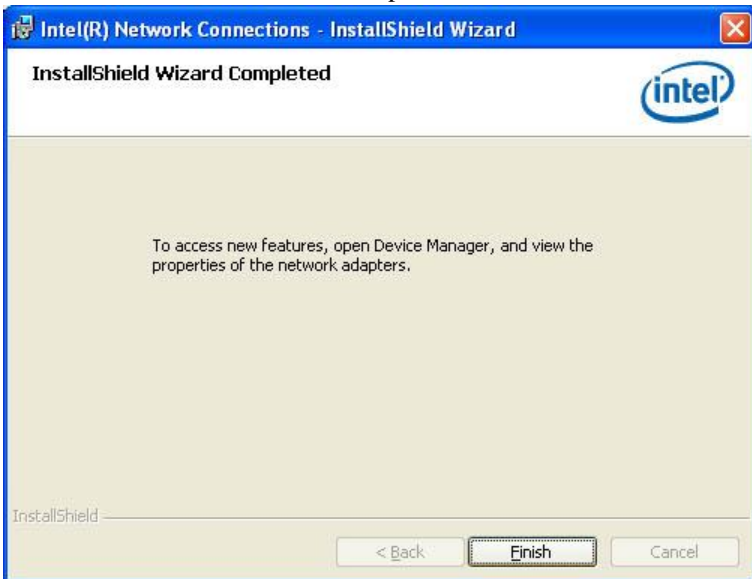 Intel(R) Network Connections - InstallShield Wizard
InstallShield Wizard Completed
intel
To access new features, open Device Manager, and view the
properties of the network adapters.
InstallShield
< Back
Finish
Cancel